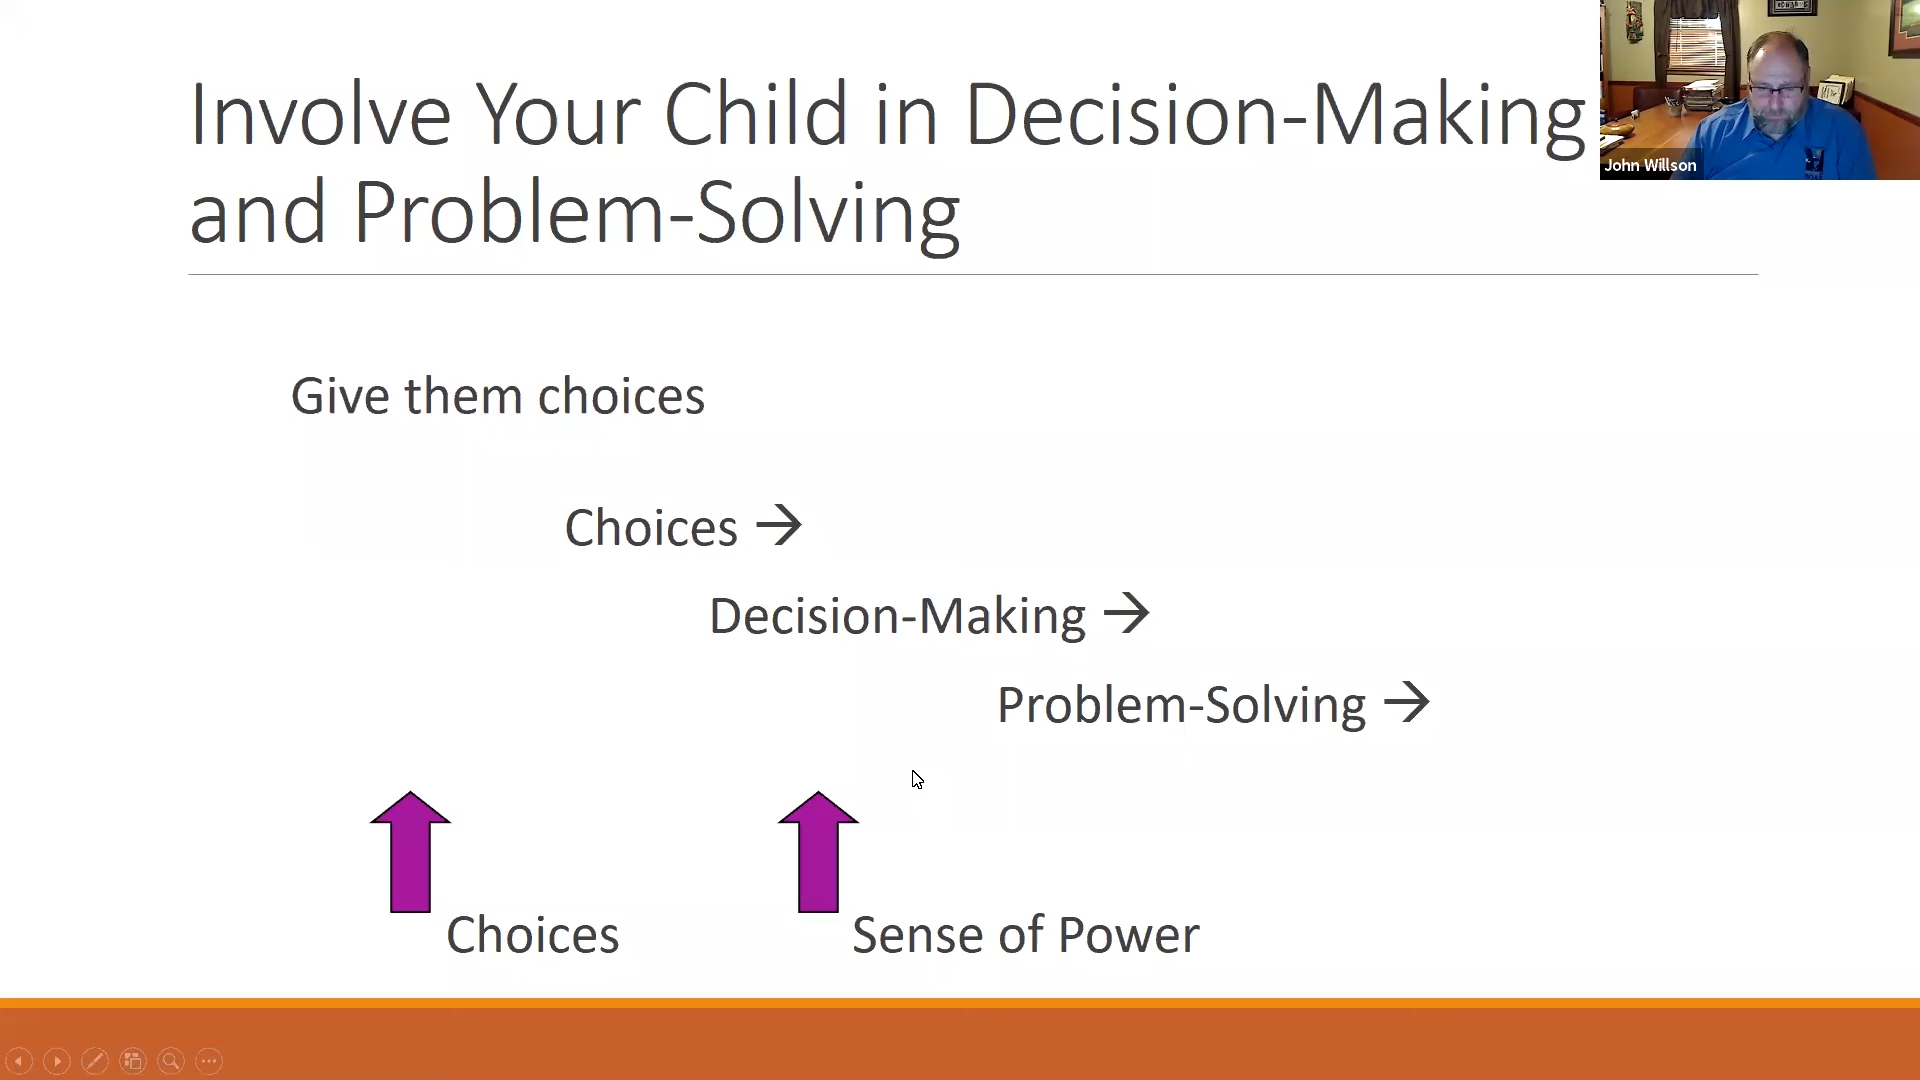 Involve Your Child in Decision-Making
and Problem-Solving
John Willson
Give them choices
Choices →
Decision-Making →
Problem-Solving →
Choices
Sense of Power